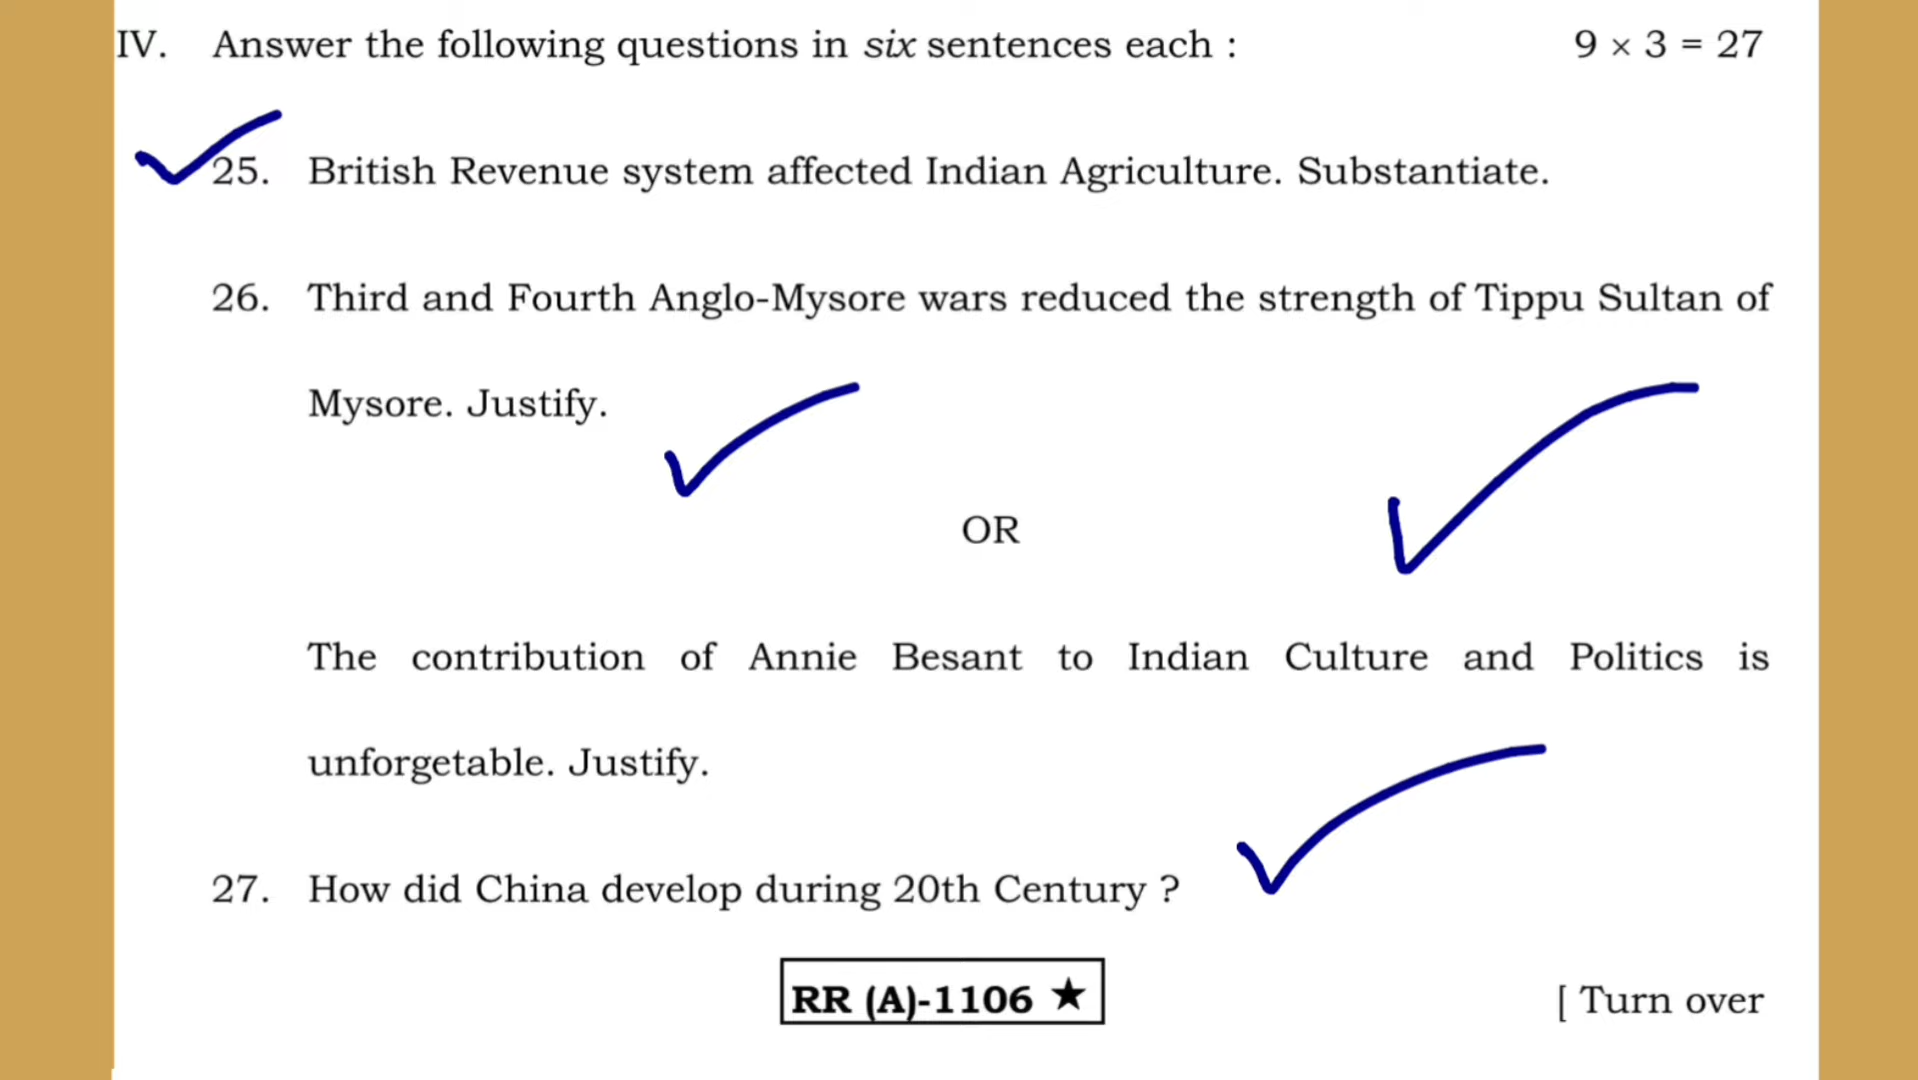 IV. Answer the following questions in six sentences each : 9 × 3 = 27
25. British Revenue system affected Indian Agriculture. Substantiate.
26. Third and Fourth Anglo-Mysore wars reduced the strength of Tippu Sultan of
Mysore. Justify.
OR
The contribution of Annie Besant to Indian Culture and Politics is
unforgetable. Justify.
27. How did China develop during 20th Century ?
RR (A)-1106 ★
[ Turn over